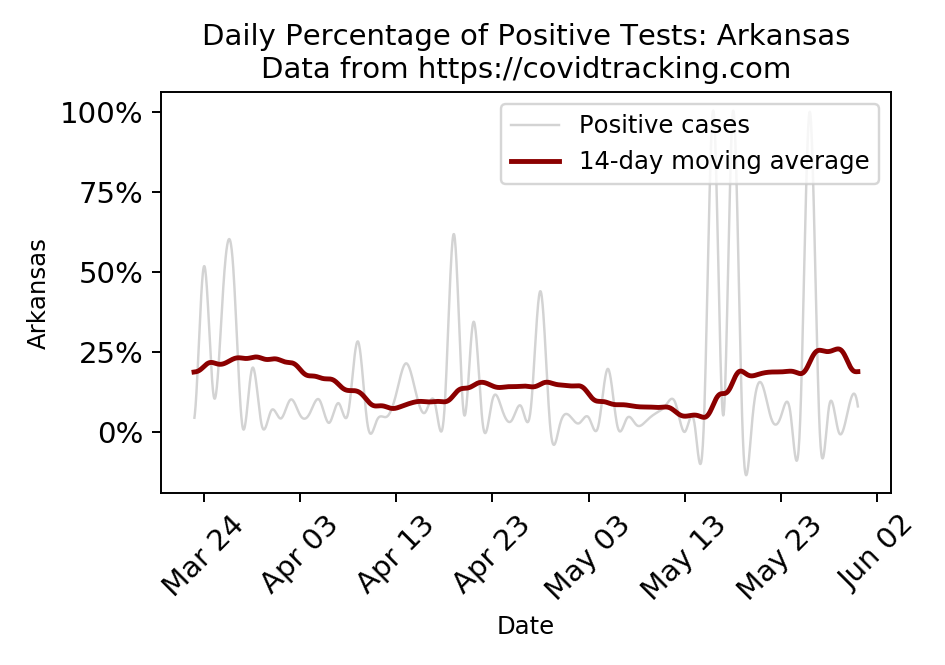 Daily Percentage of Positive Tests: Arkansas
Data from https://covidtracking.com
100%
75%
50%
25%
0%
Arkansas
Positive cases
14-day moving average
Mar 24
Apr 03
Apr 13
Apr 23
May 03
May 13
May 23
Jun 02
Date